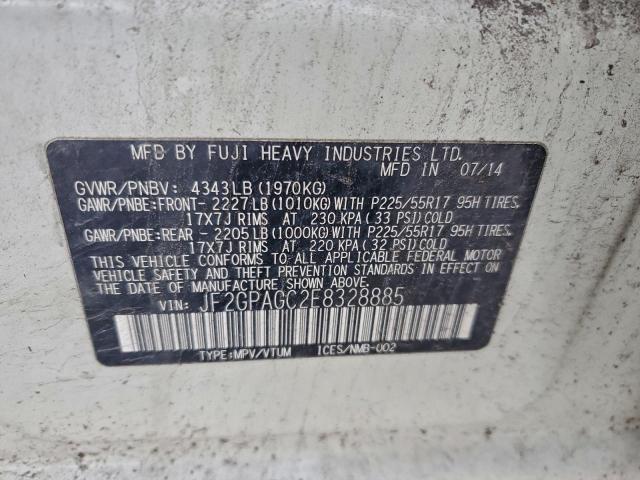 MFD BY FUJI HEAVY INDUSTRIES LTD.
MFD IN 07/14
GVWR/PNBV: 4343LB(1970KG)
GAWR/PNBE:FRONT- 2227LB(1010KG)WITH P225/55R17 95H TIRES,
17X7J RIMS AT 230 KPA(33 PSI)COLD
GAWR/PNBE:REAR - 2205LB(1000KG)WITH P225/55R17 95H TIRES,
17X7J RIMS AT 220 KPA(32 PSI)COLD
THIS VEHICLE CONFORMS TO ALL APPLICABLE FEDERAL MOTOR
VEHICLE SAFETY AND THEFT PREVENTION STANDARDS IN EFFECT ON
THE DATE OF MANUFACTURE SHOWN ABOVE.
VIN: JF2GPAGC2E8328885
TYPE:MPV/VTUM ICES/NMB-002